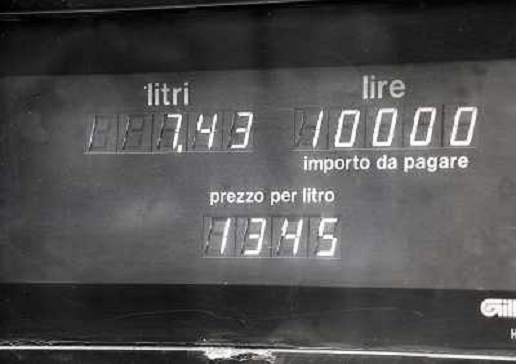 litri lire
7,43 10000
importo da pagare
prezzo per litro
1345